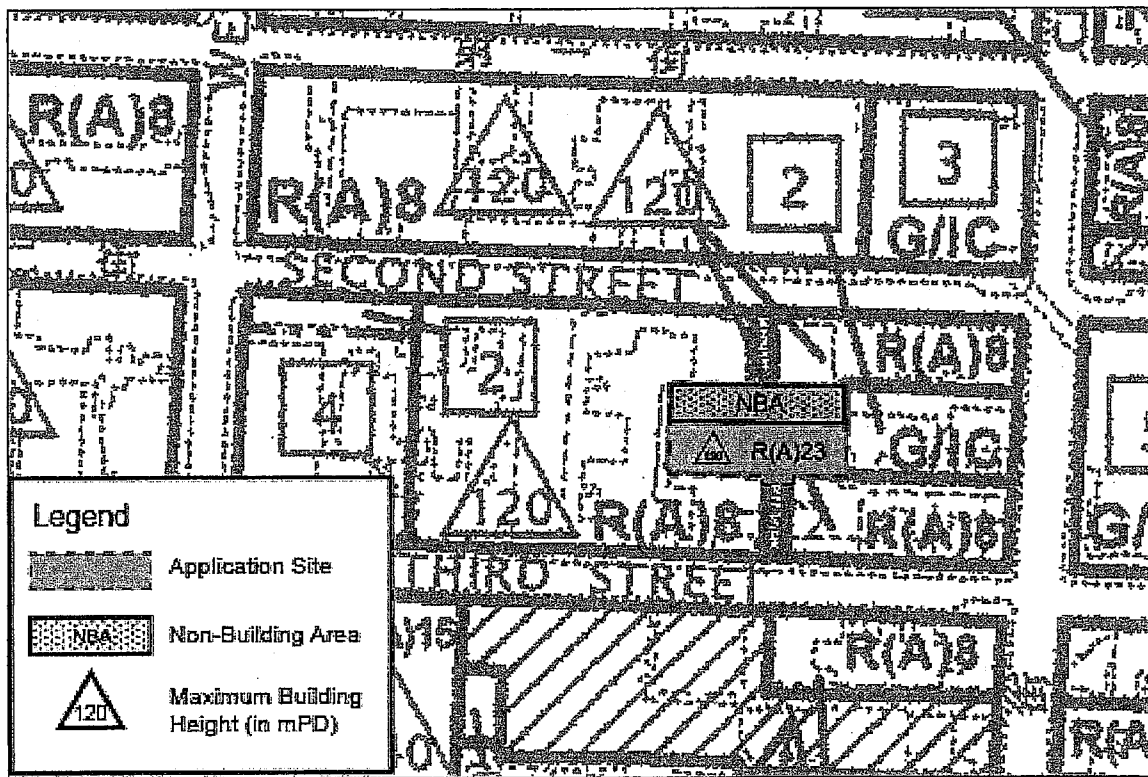 R(A)8
R(A)8
120
120
2
3
G/IC
R(A)8
SECOND STREET
4
2
120
R(A)8
NBA
R(A)23
R(A)8
G/IC
R(A)8
THIRD STREET
R(A)8
Legend
Application Site
NBA
Non-Building Area
120
Maximum Building
Height (in mPD)